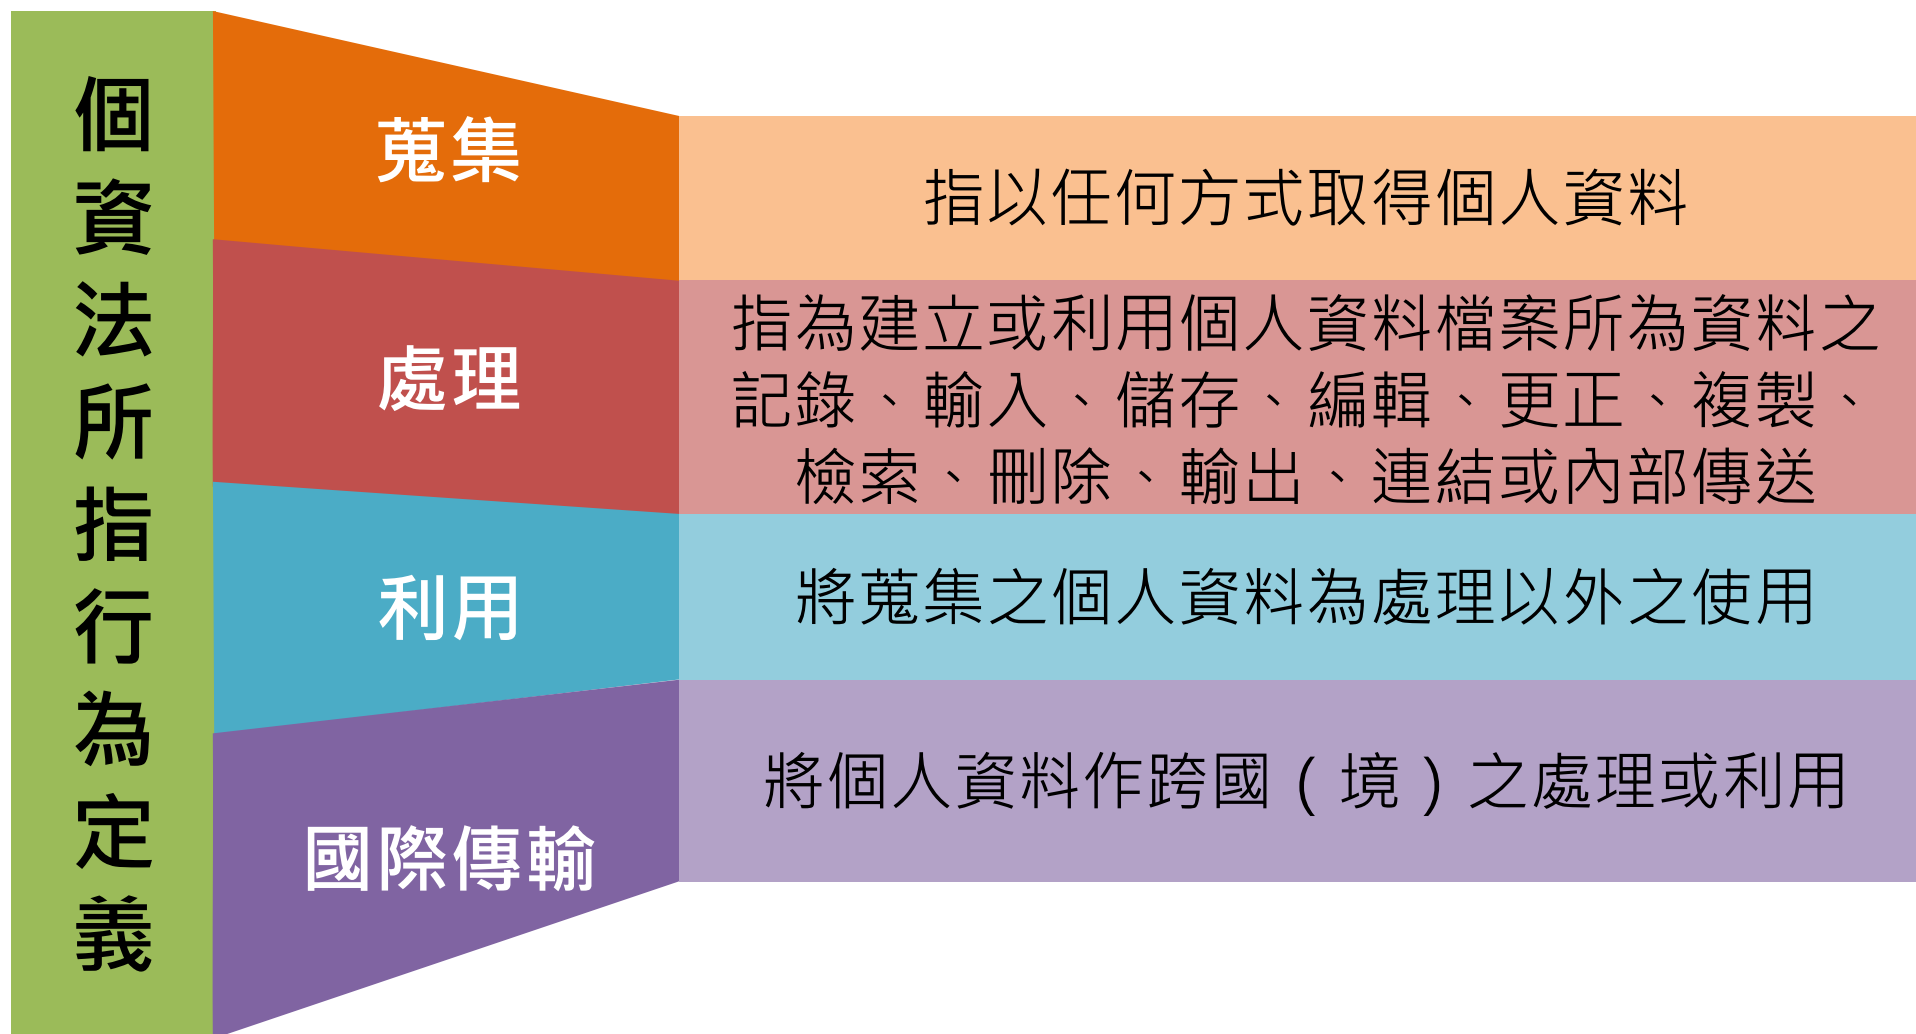 個資法所指行為定義
蒐集
指以任何方式取得個人資料
處理
指為建立或利用個人資料檔案所為資料之
記錄、輸入、儲存、編輯、更正、複製、
檢索、刪除、輸出、連結或內部傳送
利用
將蒐集之個人資料為處理以外之使用
國際傳輸
將個人資料作跨國(境)之處理或利用